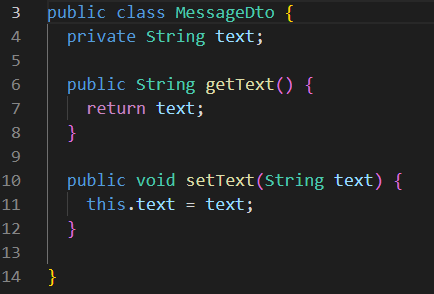 3 public class MessageDto {
4   private String text;
5
6   public String getText() {
7     return text;
8   }
9
10   public void setText(String text) {
11     this.text = text;
12   }
13
14 }